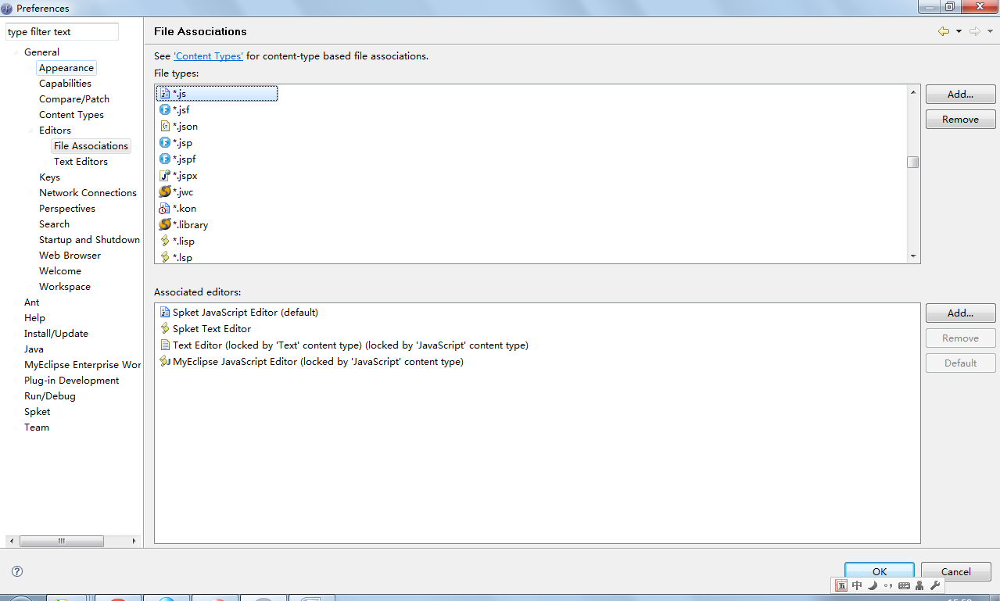 Preferences
type filter text
General
Appearance
Capabilities
Compare/Patch
Content Types
Editors
File Associations
Text Editors
Keys
Network Connections
Perspectives
Search
Startup and Shutdown
Web Browser
Welcome
Workspace
Ant
Help
Install/Update
Java
MyEclipse Enterprise Wor
Plug-in Development
Run/Debug
Spket
Team
File Associations
See 'Content Types' for content-type based file associations.
File types:
*.js
*.jsf
*.json
*.jsp
*.jspf
*.jspx
*.jwc
*.kon
*.library
*.lisp
*.lsp
Add...
Remove
Associated editors:
Spket JavaScript Editor (default)
Spket Text Editor
Text Editor (locked by 'Text' content type) (locked by 'JavaScript' content type)
MyEclipse JavaScript Editor (locked by 'JavaScript' content type)
Add...
Remove
Default
OK
Cancel
五 中